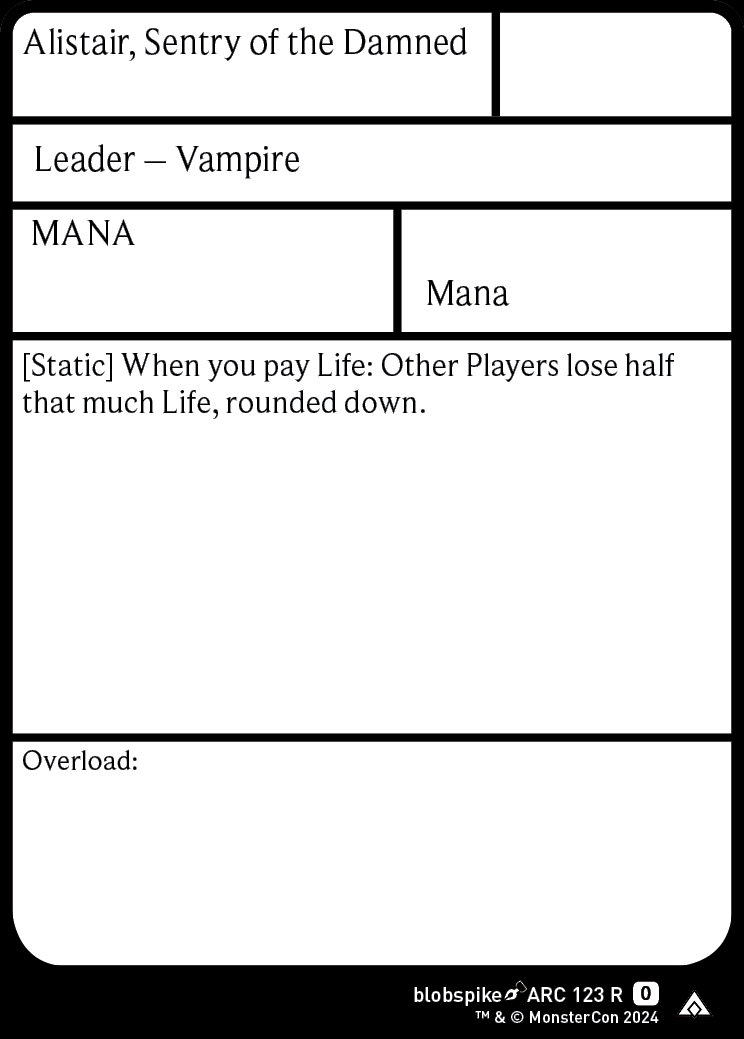 Alistair, Sentry of the Damned
Leader – Vampire
MANA
Mana
[Static] When you pay Life: Other Players lose half
that much Life, rounded down.
Overload:
blobspike ARC 123 R 0
™ & © MonsterCon 2024